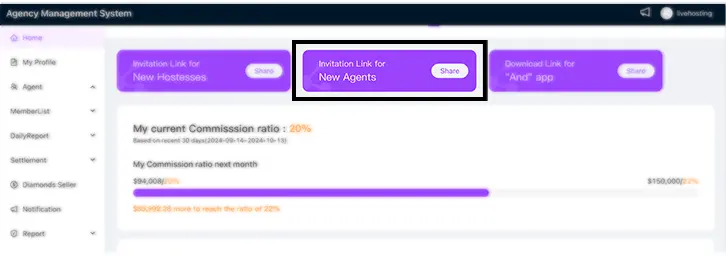 Agency Management System
livehosting
Home
My Profile
Agent
MemberList
DailyReport
Settlement
Diamonds Seller
Notification
Report
Invitation Link for
New Hostesses
Share
Invitation Link for
New Agents
Share
Download Link for
"And" app
Share
My current Commisssion ratio : 20%
Based on recent 30 days(2024-09-14~2024-10-13)
My Commission ratio next month
$94,008/20%
$150,000/22%
more to reach the ratio of 22%